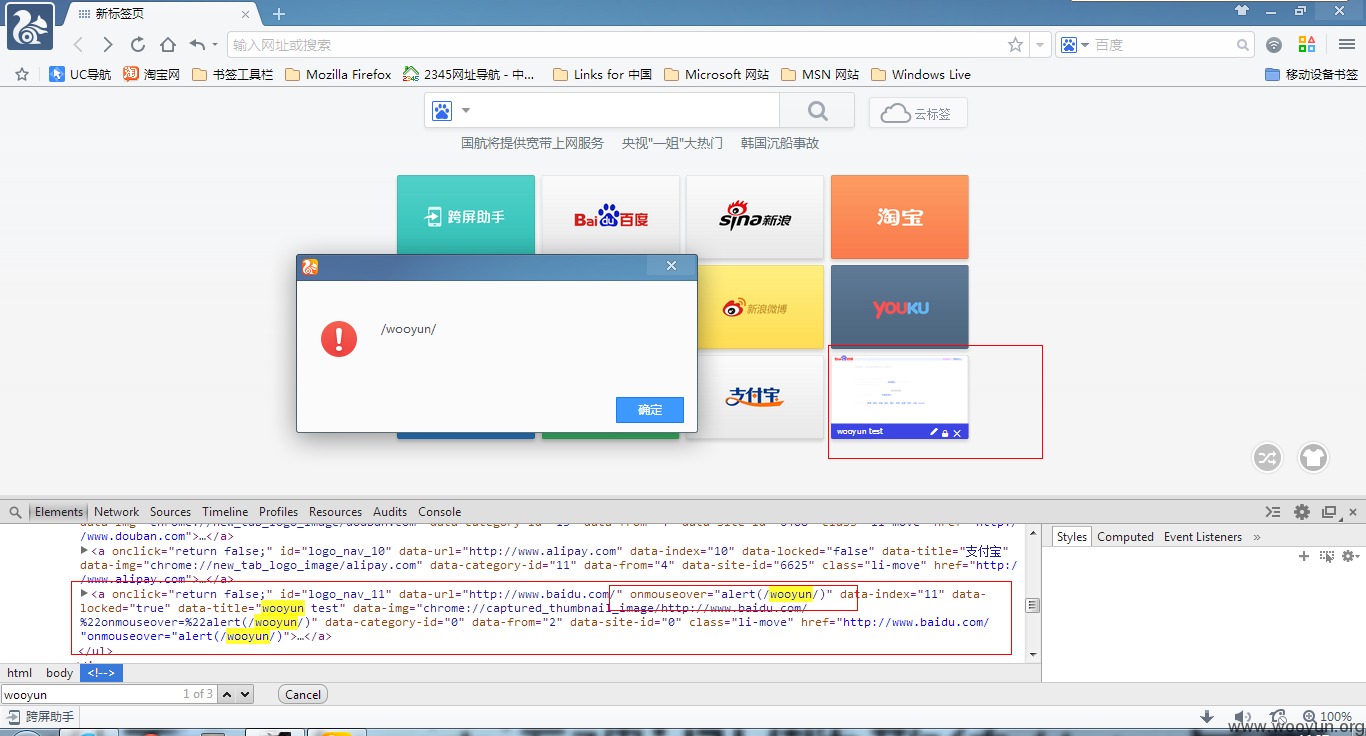 新标签页
输入网址或搜索
百度
UC导航
淘宝网
书签工具栏
Mozilla Firefox
2345网址导航 - 中...
Links for 中国
Microsoft 网站
MSN 网站
Windows Live
移动设备书签
云标签
国航将提供宽带上网服务 央视"一姐"大热门 韩国沉船事故
跨屏助手
Bai du 百度
sina新浪
淘宝
/wooyun/
确定
新浪微博
YOUKU
支付宝
wooyun test
Elements Network Sources Timeline Profiles Resources Audits Console
/www.douban.com">…</a>
<a onclick="return false;" id="logo_nav_10" data-url="http://www.alipay.com" data-index="10" data-locked="false" data-title="支付宝"
data-img="chrome://new_tab_logo_image/alipay.com" data-category-id="11" data-from="4" data-site-id="6625" class="li-move" href="http:/
/www.alipay.com">…</a>
<a onclick="return false;" id="logo_nav_11" data-url="http://www.baidu.com/" onmouseover="alert(/wooyun/)" data-index="11" data-
locked="true" data-title="wooyun test" data-img="chrome://captured_thumbnail_image/http://www.baidu.com/
%22onmouseover=%22alert(/wooyun/)" data-category-id="0" data-from="2" data-site-id="0" class="li-move" href="http://www.baidu.com/
"onmouseover="alert(/wooyun/)">…</a>
</ul>
Styles Computed Event Listeners »
html body <!-->
wooyun 1 of 3 Cancel
跨屏助手
100%
www.wooyun.org